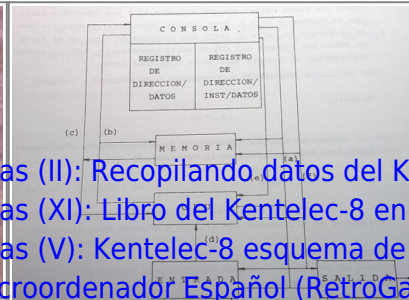 CONSOLA
REGISTRO DE DIRECCION/ DATOS
REGISTRO DE DIRECCION/ INST/DATOS
(c)
(b)
MEMORIA
(a)
as (II): Recopilando datos del K
as (XI): Libro del Kentelec-8 en
(d)
as (V): Kentelec-8 esquema de
ENTRADA
SALIDA
icroordenador Español (RetroGa